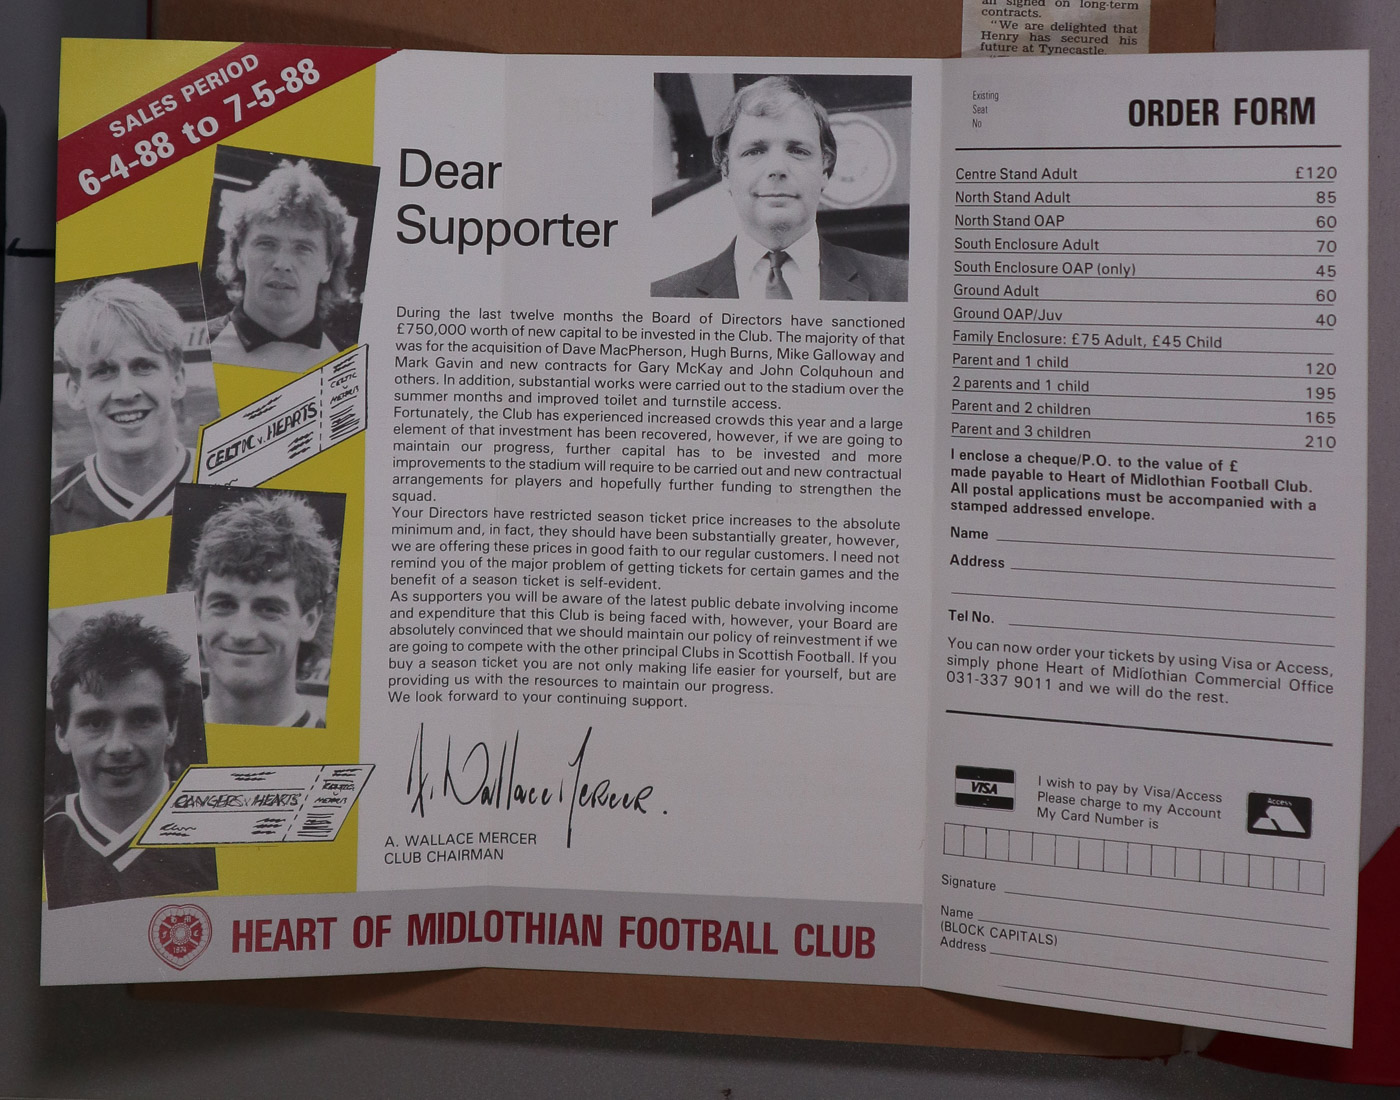 an signed on long-term
contracts.
"We are delighted that
Henry has secured his
future at Tynecastle
SALES PERIOD
6-4-88 to 7-5-88
CELTIC v. HEARTS
CELTIC
v
HEARTS
RANGERS v. HEARTS
Dear
Supporter
During the last twelve months the Board of Directors have sanctioned
£750,000 worth of new capital to be invested in the Club. The majority of that
was for the acquisition of Dave MacPherson, Hugh Burns, Mike Galloway and
Mark Gavin and new contracts for Gary McKay and John Colquhoun and
others. In addition, substantial works were carried out to the stadium over the
summer months and improved toilet and turnstile access.
Fortunately, the Club has experienced increased crowds this year and a large
element of that investment has been recovered, however, if we are going to
maintain our progress, further capital has to be invested and more
improvements to the stadium will require to be carried out and new contractual
arrangements for players and hopefully further funding to strengthen the
squad.
Your Directors have restricted season ticket price increases to the absolute
minimum and, in fact, they should have been substantially greater, however,
we are offering these prices in good faith to our regular customers. I need not
remind you of the major problem of getting tickets for certain games and the
benefit of a season ticket is self-evident.
As supporters you will be aware of the latest public debate involving income
and expenditure that this Club is being faced with, however, your Board are
absolutely convinced that we should maintain our policy of reinvestment if we
are going to compete with the other principal Clubs in Scottish Football. If you
buy a season ticket you are not only making life easier for yourself, but are
providing us with the resources to maintain our progress.
We look forward to your continuing support.
A. Wallace Mercer.
A. WALLACE MERCER
CLUB CHAIRMAN
HEART OF MIDLOTHIAN FOOTBALL CLUB
Existing
Seat
No
ORDER FORM
Centre Stand Adult £120
North Stand Adult 85
North Stand OAP 60
South Enclosure Adult 70
South Enclosure OAP (only) 45
Ground Adult 60
Ground OAP/Juv 40
Family Enclosure: £75 Adult, £45 Child
Parent and 1 child 120
2 parents and 1 child 195
Parent and 2 children 165
Parent and 3 children 210
I enclose a cheque/P.O. to the value of £
made payable to Heart of Midlothian Football Club.
All postal applications must be accompanied with a
stamped addressed envelope.
Name
Address
Tel No.
You can now order your tickets by using Visa or Access,
simply phone Heart of Midlothian Commercial Office
031-337 9011 and we will do the rest.
VISA
I wish to pay by Visa/Access
Please charge to my Account
My Card Number is
Access
Signature
Name
(BLOCK CAPITALS)
Address